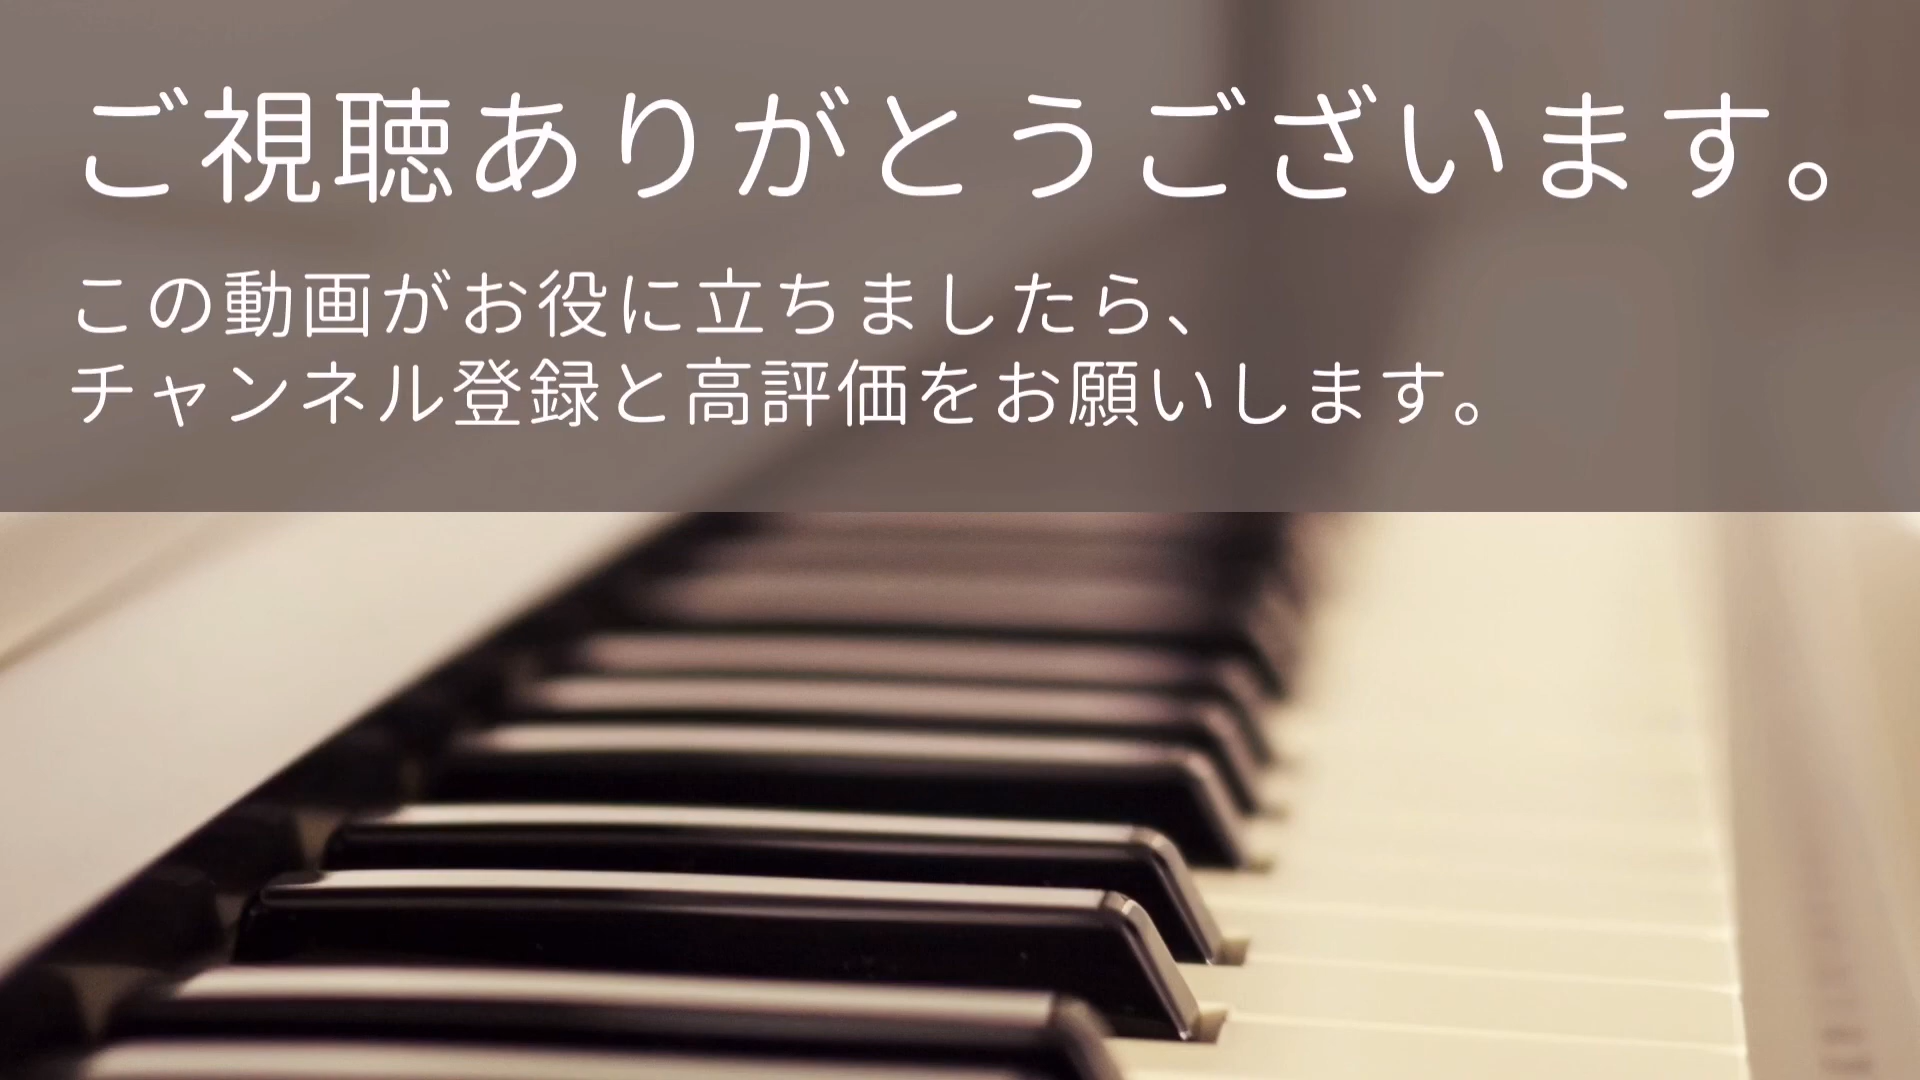 ご視聴ありがとうございます。
この動画がお役に立ちましたら、
チャンネル登録と高評価をお願いします。